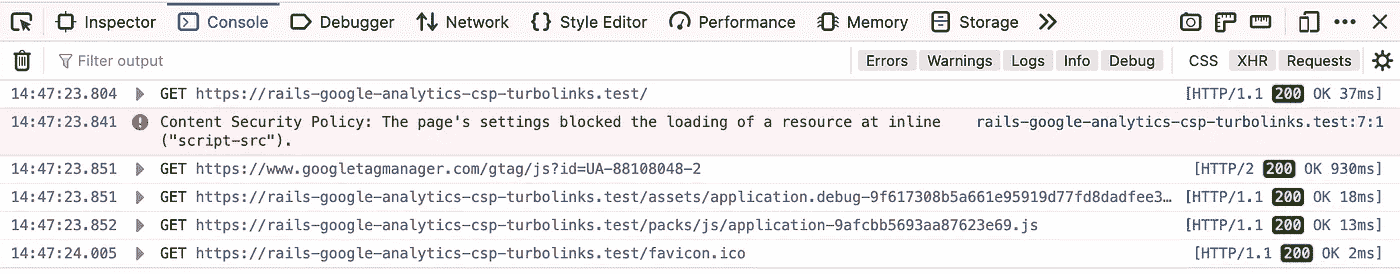 Inspector Console Debugger Network Style Editor Performance Memory Storage
Filter output Errors Warnings Logs Info Debug CSS XHR Requests
14:47:23.804 GET https://rails-google-analytics-csp-turbolinks.test/ [HTTP/1.1 200 OK 37ms]
14:47:23.841 Content Security Policy: The page's settings blocked the loading of a resource at inline rails-google-analytics-csp-turbolinks.test:7:1
("script-src").
14:47:23.851 GET https://www.googletagmanager.com/gtag/js?id=UA-88108048-2 [HTTP/2 200 OK 930ms]
14:47:23.851 GET https://rails-google-analytics-csp-turbolinks.test/assets/application.debug-9f617308b5a661e95919d77fd8dadfee3… [HTTP/1.1 200 OK 18ms]
14:47:23.852 GET https://rails-google-analytics-csp-turbolinks.test/packs/js/application-9afcbb5693aa87623e69.js [HTTP/1.1 200 OK 13ms]
14:47:24.005 GET https://rails-google-analytics-csp-turbolinks.test/favicon.ico [HTTP/1.1 200 OK 2ms]